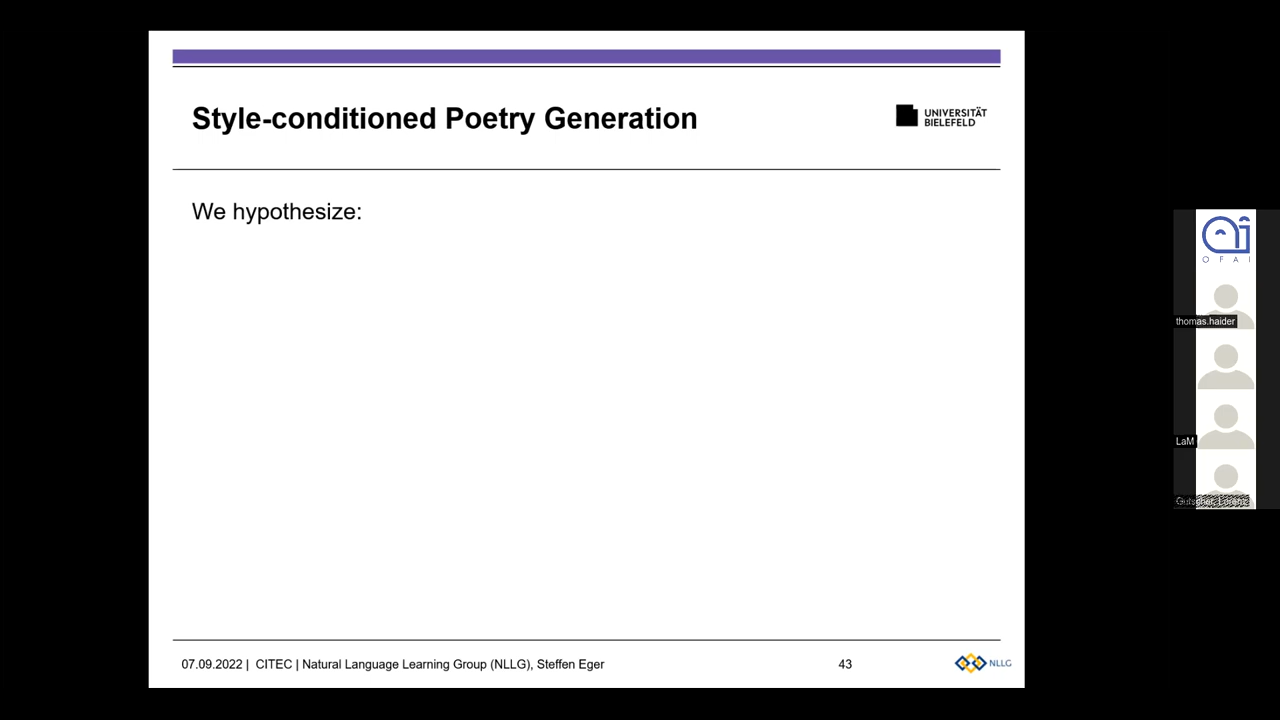 Style-conditioned Poetry Generation
UNIVERSITÄT
BIELEFELD
We hypothesize:
OFAI
thomas.haider
LaM
07.09.2022 | CITEC | Natural Language Learning Group (NLLG), Steffen Eger
43
NLLG